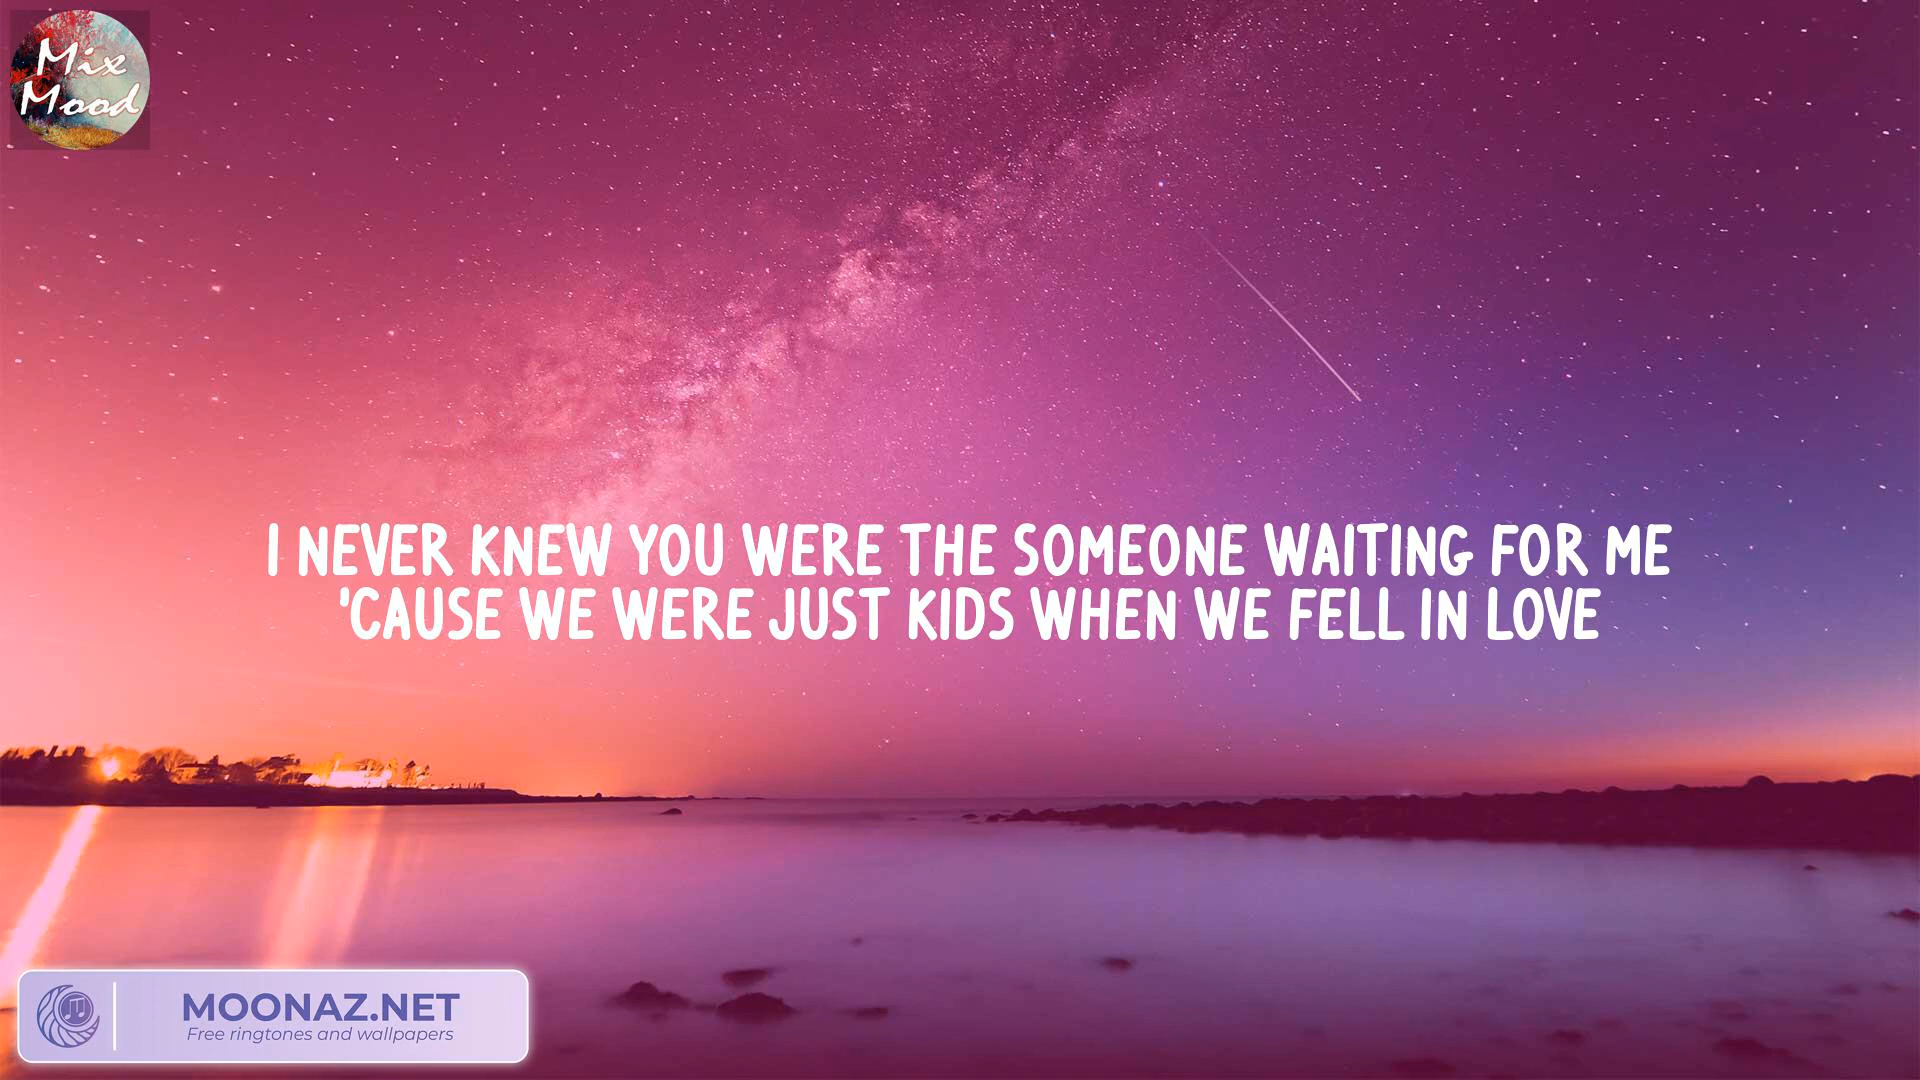 Mix
Mood
I NEVER KNEW YOU WERE THE SOMEONE WAITING FOR ME
'CAUSE WE WERE JUST KIDS WHEN WE FELL IN LOVE
MOONAZ.NET
Free ringtones and wallpapers